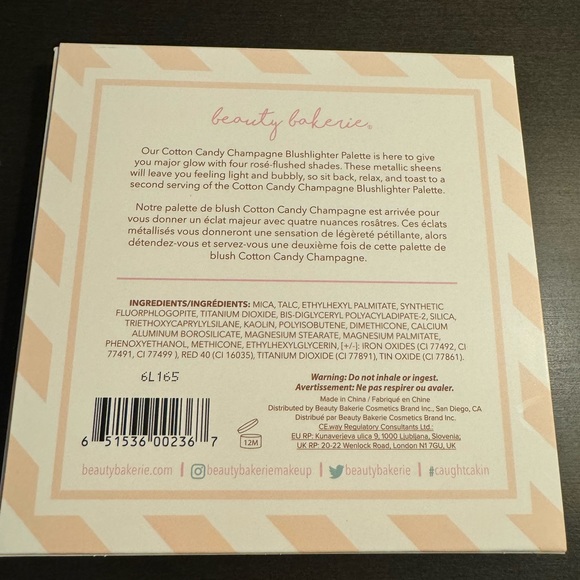 beauty bakerie®
Our Cotton Candy Champagne Blushlighter Palette is here to give
you major glow with four rosé-flushed shades. These metallic sheens
will leave you feeling light and bubbly, so sit back, relax, and toast to a
second serving of the Cotton Candy Champagne Blushlighter Palette.
Notre palette de blush Cotton Candy Champagne est arrivée pour
vous donner un éclat majeur avec quatre nuances rosâtres. Ces éclats
métallisés vous donneront une sensation de légèreté pétillante, alors
détendez-vous et servez-vous une deuxième fois de cette palette de
blush Cotton Candy Champagne.
INGREDIENTS/INGRÉDIENTS: MICA, TALC, ETHYLHEXYL PALMITATE, SYNTHETIC
FLUORPHLOGOPITE, TITANIUM DIOXIDE, BIS-DIGLYCERYL POLYACYLADIPATE-2, SILICA,
TRIETHOXYCAPRYLYLSILANE, KAOLIN, POLYISOBUTENE, DIMETHICONE, CALCIUM
ALUMINUM BOROSILICATE, MAGNESIUM STEARATE, MAGNESIUM PALMITATE,
PHENOXYETHANOL, METHICONE, ETHYLHEXYLGLYCERIN, [+/-]: IRON OXIDES (CI 77492, CI
77491, CI 77499 ), RED 40 (CI 16035), TITANIUM DIOXIDE (CI 77891), TIN OXIDE (CI 77861).
6L165
Warning: Do not inhale or ingest.
Avertissement: Ne pas respirer ou avaler.
Made in China / Fabriqué en Chine
Distributed by Beauty Bakerie Cosmetics Brand Inc., San Diego, CA
Distribué par Beauty Bakerie Cosmetics Brand Inc.
CE.way Regulatory Consultants Ltd.:
EU RP: Kunaverjeva ulica 9, 1000 Ljubljana, Slovenia;
UK RP: 20-22 Wenlock Road, London N1 7GU, UK
6 51536 00236 7
12M
beautybakerie.com | @beautybakeriemakeup | @beautybakerie | #caughtcakin